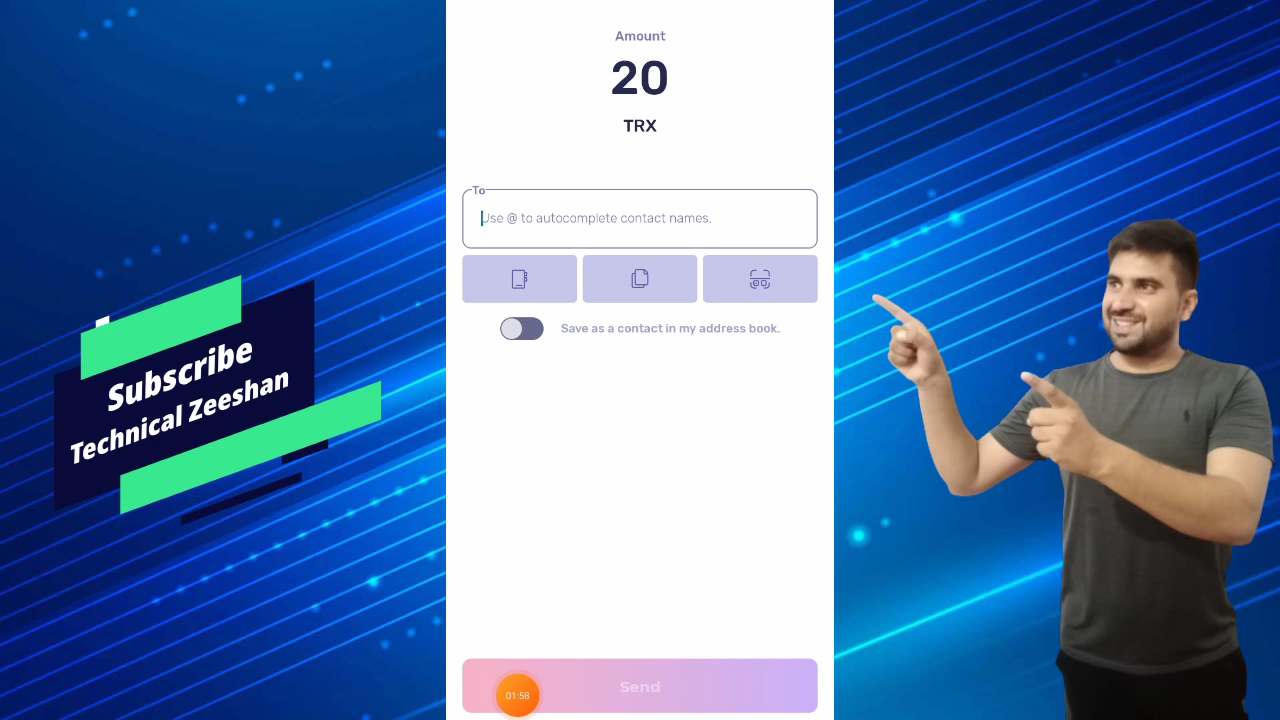 Amount
20
TRX
To
Use @ to autocomplete contact names.
Save as a contact in my address book.
Send
01:58
Subscribe
Technical Zeeshan